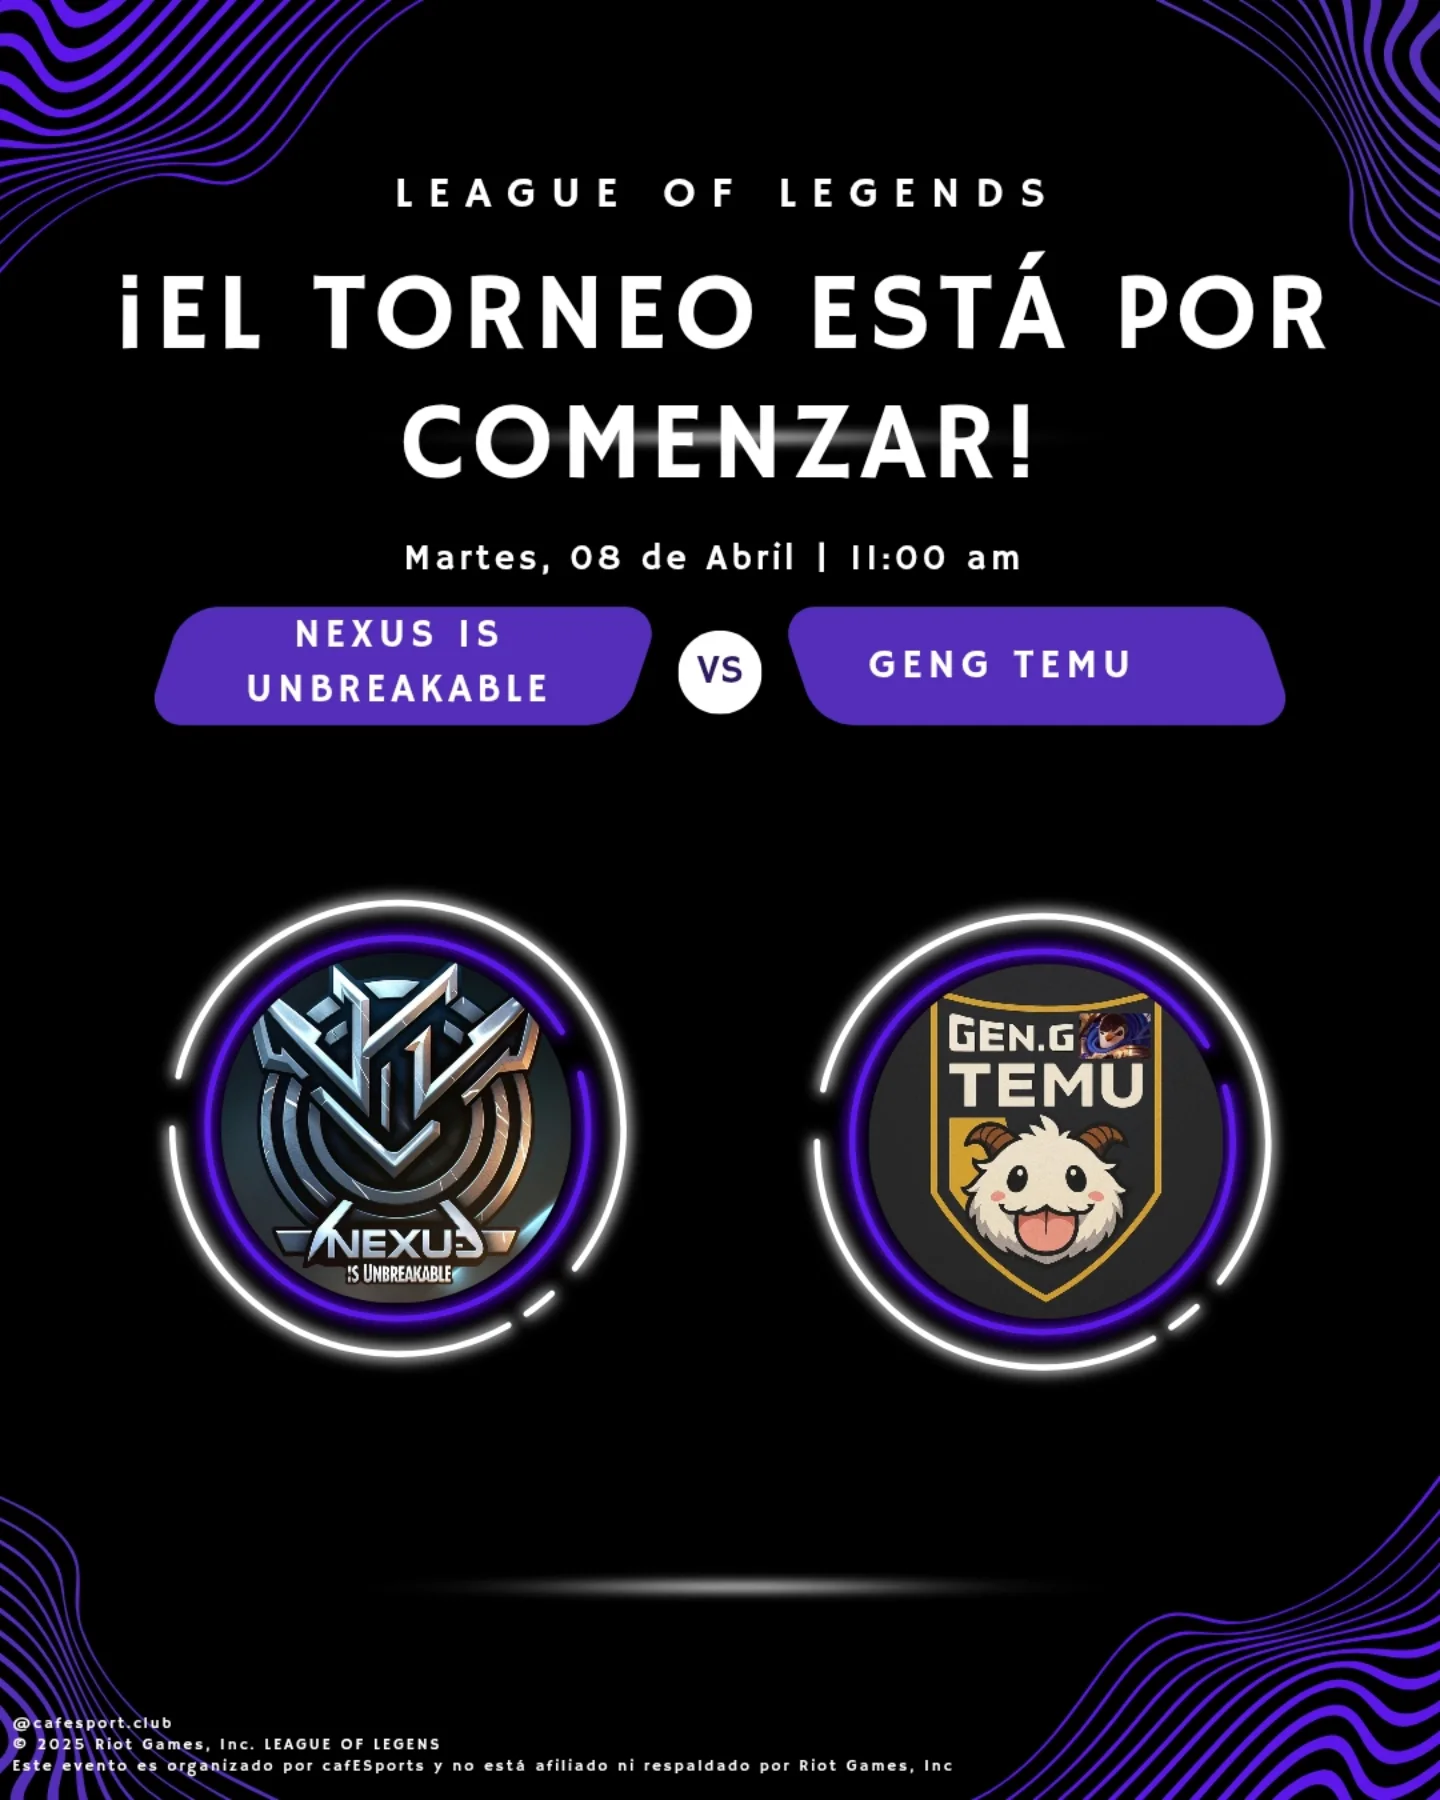 LEAGUE OF LEGENDS
¡EL TORNEO ESTÁ POR
COMENZAR!
Martes, 08 de Abril | 11:00 am
NEXUS IS
UNBREAKABLE
VS
GENG TEMU
NEXUS
IS UNBREAKABLE
GEN.G
TEMU
@cafesport.club
© 2025 Riot Games, Inc. LEAGUE OF LEGENS
Este evento es organizado por cafESports y no está afiliado ni respaldado por Riot Games, Inc